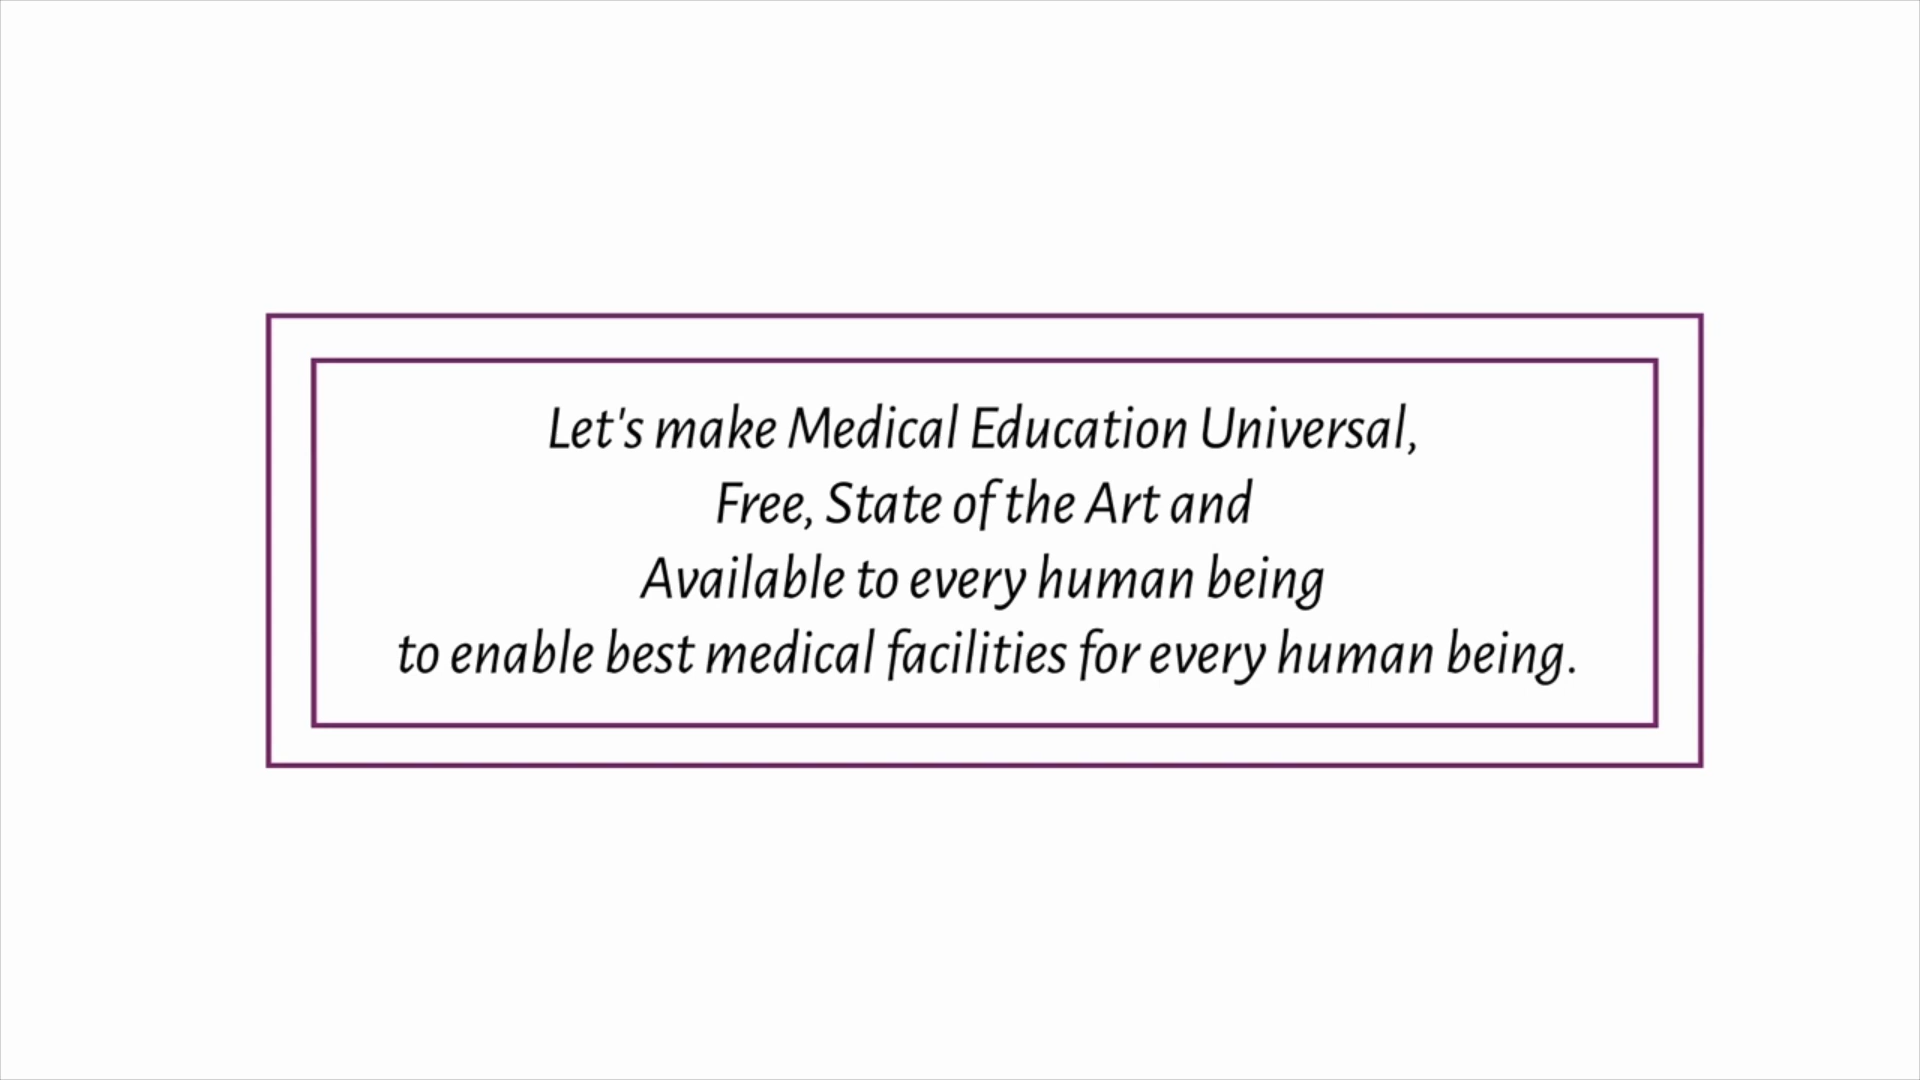 Let's make Medical Education Universal,
Free, State of the Art and
Available to every human being
to enable best medical facilities for every human being.